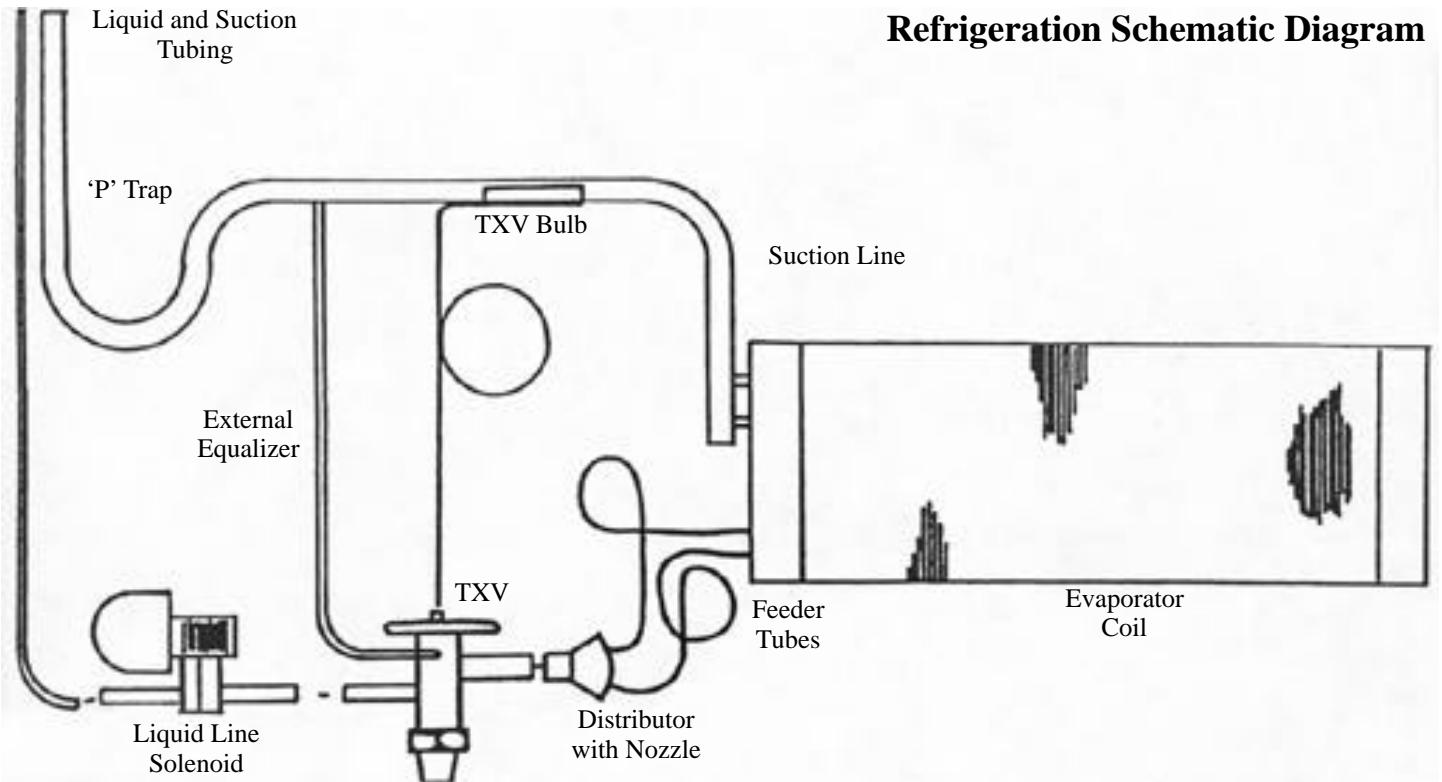 Liquid and Suction
Tubing
Refrigeration Schematic Diagram
‘P’ Trap
TXV Bulb
Suction Line
External
Equalizer
TXV
Feeder
Tubes
Evaporator
Coil
Distributor
with Nozzle
Liquid Line
Solenoid